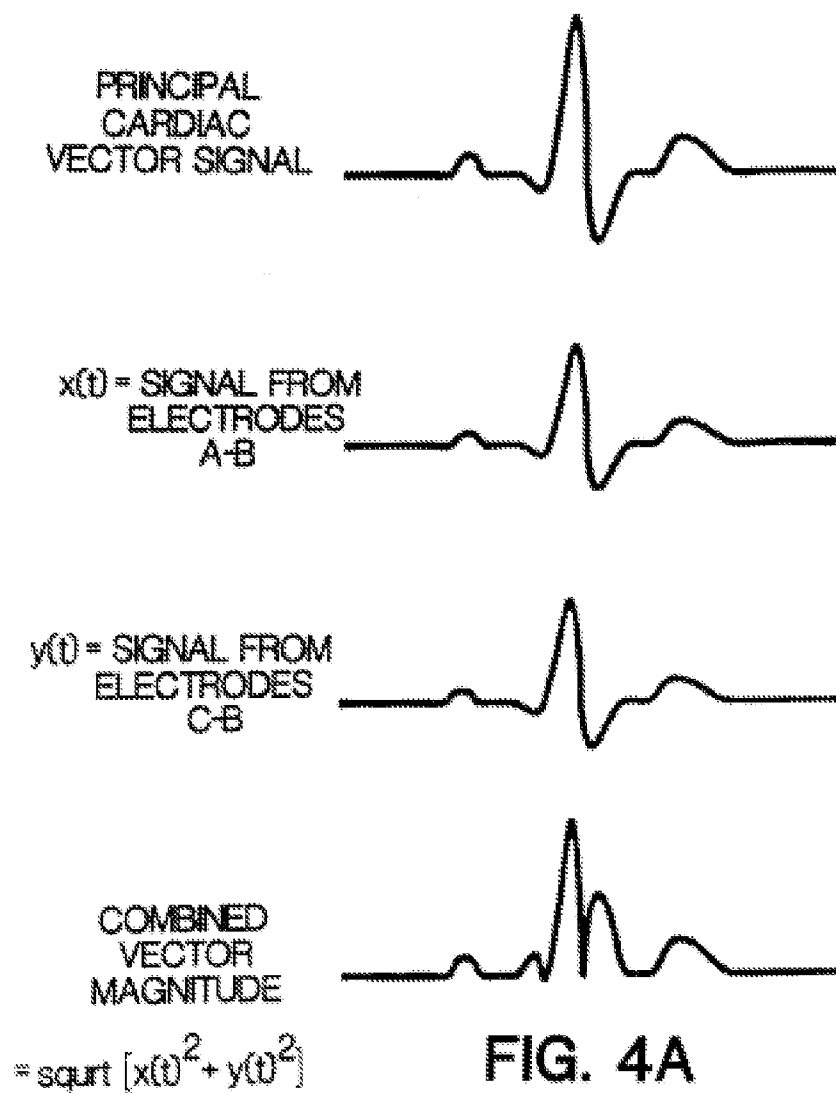 PRINCIPAL
CARDIAC
VECTOR SIGNAL
x(t) = SIGNAL FROM
ELECTRODES
A-B
y(t) = SIGNAL FROM
ELECTRODES
C-B
COMBINED
VECTOR
MAGNITUDE
= squrt [x(t)² + y(t)²]
FIG. 4A